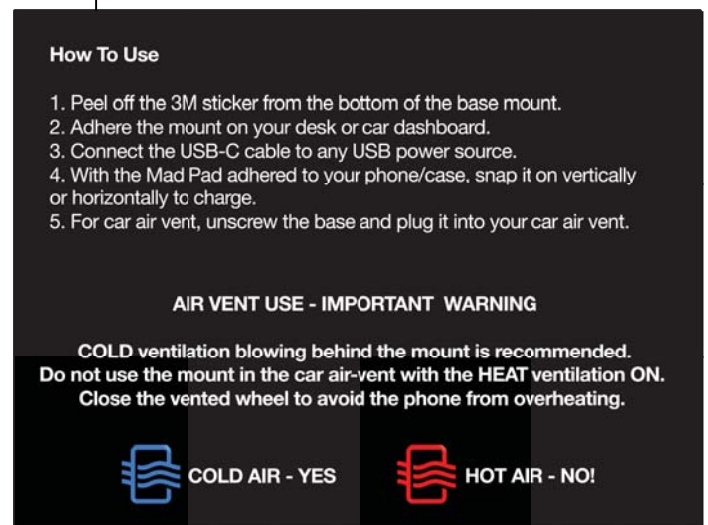 How To Use
1. Peel off the 3M sticker from the bottom of the base mount.
2. Adhere the mount on your desk or car dashboard.
3. Connect the USB-C cable to any USB power source.
4. With the Mad Pad adhered to your phone/case, snap it on vertically
or horizontally to charge.
5. For car air vent, unscrew the base and plug it into your car air vent.
AIR VENT USE - IMPORTANT WARNING
COLD ventilation blowing behind the mount is recommended.
Do not use the mount in the car air-vent with the HEAT ventilation ON.
Close the vented wheel to avoid the phone from overheating.
COLD AIR - YES HOT AIR - NO!